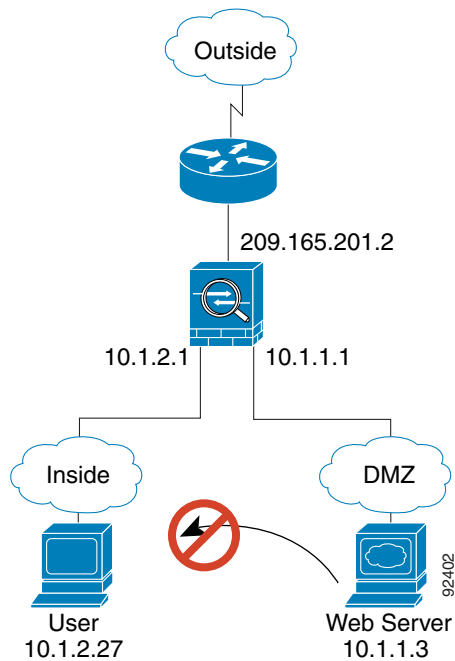 Outside
209.165.201.2
10.1.2.1
10.1.1.1
Inside
DMZ
User
10.1.2.27
Web Server
10.1.1.3
92402